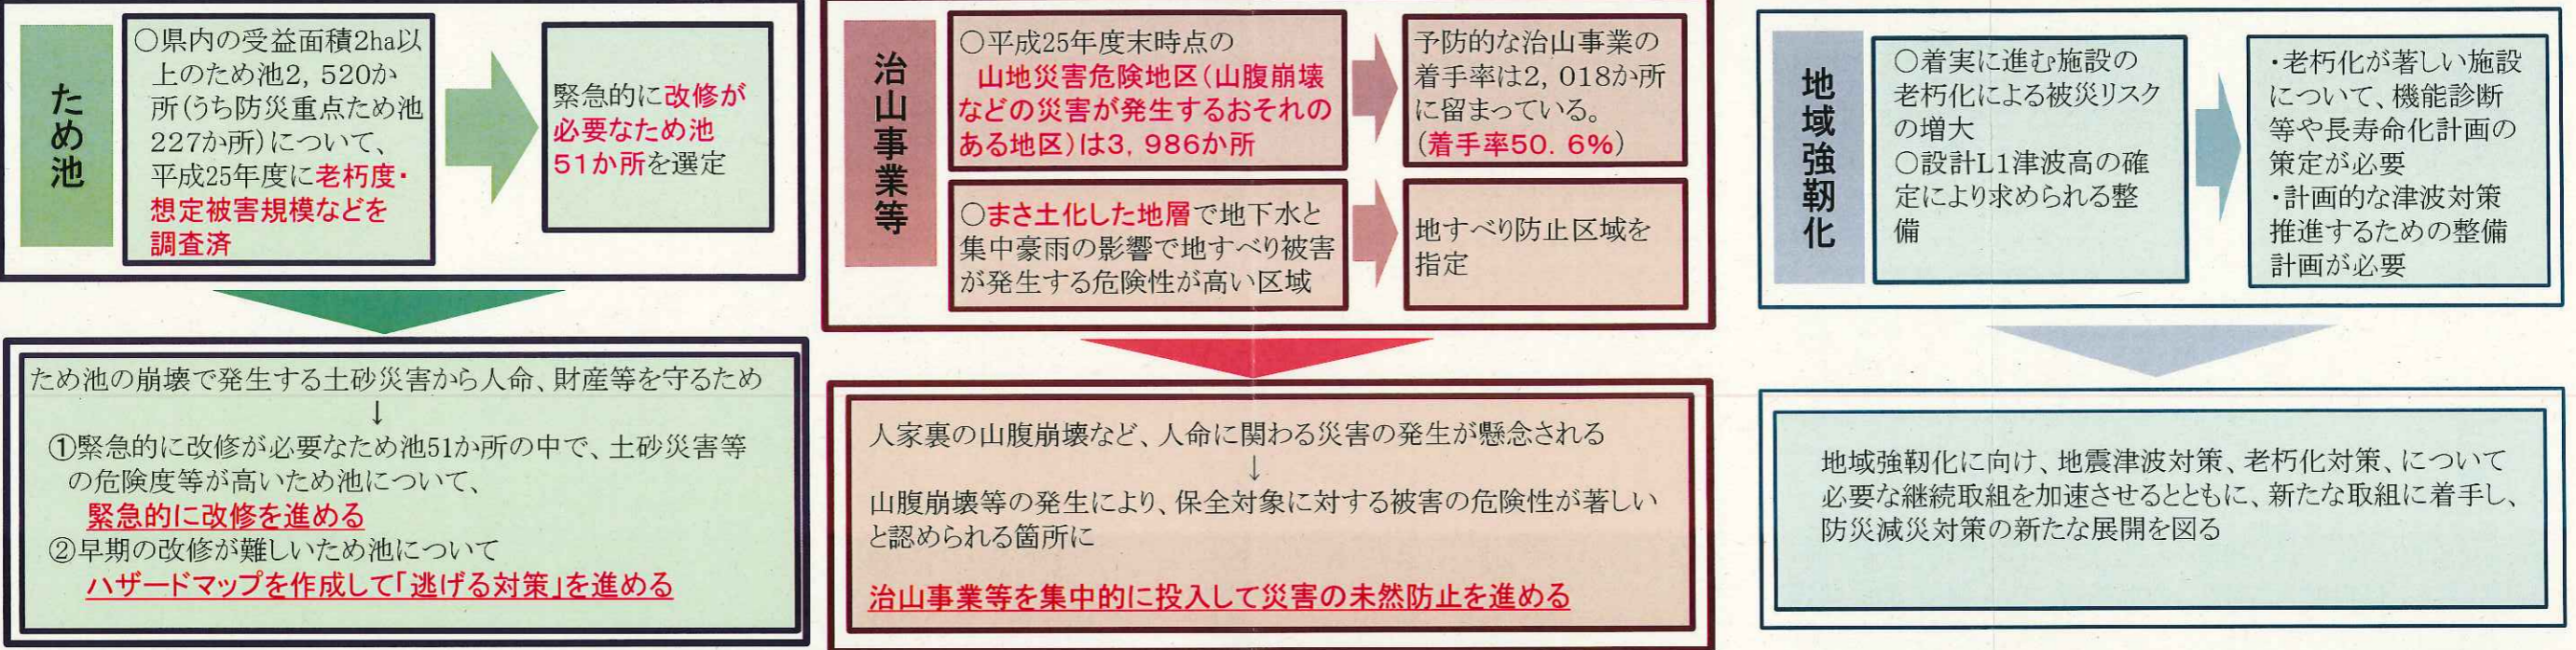 ため池
○県内の受益面積2ha以
上のため池2,520か
所(うち防災重点ため池
227か所)について、
平成25年度に老朽度・
想定被害規模などを
調査済
緊急的に改修が
必要なため池
51か所を選定
ため池の崩壊で発生する土砂災害から人命、財産等を守るため
↓
①緊急的に改修が必要なため池51か所の中で、土砂災害等
の危険度等が高いため池について、
緊急的に改修を進める
②早期の改修が難しいため池について
ハザードマップを作成して「逃げる対策」を進める
治山事業等
○平成25年度末時点の
山地災害危険地区(山腹崩壊
などの災害が発生するおそれの
ある地区)は3,986か所
予防的な治山事業の
着手率は2,018か所
に留まっている。
(着手率50.6%)
○まさ土化した地層で地下水と
集中豪雨の影響で地すべり被害
が発生する危険性が高い区域
地すべり防止区域を
指定
人家裏の山腹崩壊など、人命に関わる災害の発生が懸念される
↓
山腹崩壊等の発生により、保全対象に対する被害の危険性が著しい
と認められる箇所に
治山事業等を集中的に投入して災害の未然防止を進める
地域強靭化
○着実に進む施設の
老朽化による被災リスク
の増大
○設計L1津波高の確
定により求められる整
備
・老朽化が著しい施設
について、機能診断
等や長寿命化計画の
策定が必要
・計画的な津波対策
推進するための整備
計画が必要
地域強靭化に向け、地震津波対策、老朽化対策、について
必要な継続取組を加速させるとともに、新たな取組に着手し、
防災減災対策の新たな展開を図る